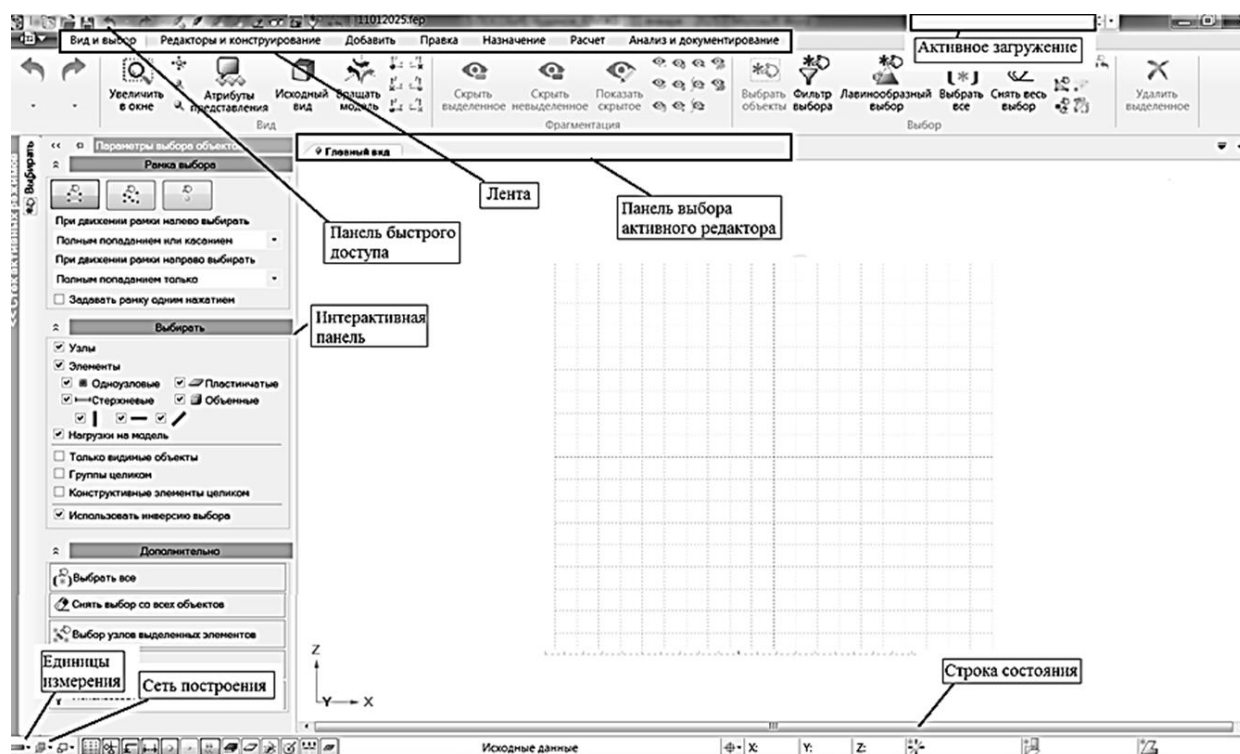 11012025.fep
Вид и выбор Редакторы и конструирование Добавить Правка Назначение Расчет Анализ и документирование
Активное загружение
Увеличить в окне
Атрибуты представления
Исходный вид
Вращать модель
Скрыть выделенное
Скрыть невыделенное
Показать скрытое
Выбрать объекты
Фильтр выбора
Лавинообразный выбор
Выбрать все
Снять весь выбор
Удалить выделенное
Вид
Фрагментация
Выбор
Выбирать
Параметры выбора объектов
Главный вид
Рамка выбора
Лента
Панель выбора
активного редактора
Панель быстрого
доступа
При движении рамки налево выбирать
Полным попаданием или касанием
При движении рамки направо выбирать
Полным попаданием только
Задавать рамку одним нажатием
Интерактивная
панель
Выбирать
Узлы
Элементы
Одноузловые Пластинчатые
Стержневые Объемные
Нагрузки на модель
Только видимые объекты
Группы целиком
Конструктивные элементы целиком
Использовать инверсию выбора
Дополнительно
Выбрать все
Снять выбор со всех объектов
Выбор узлов выделенных элементов
Единицы
измерения
Сеть построения
Строка состояния
Z
Y X
Исходные данные X: Y: Z: